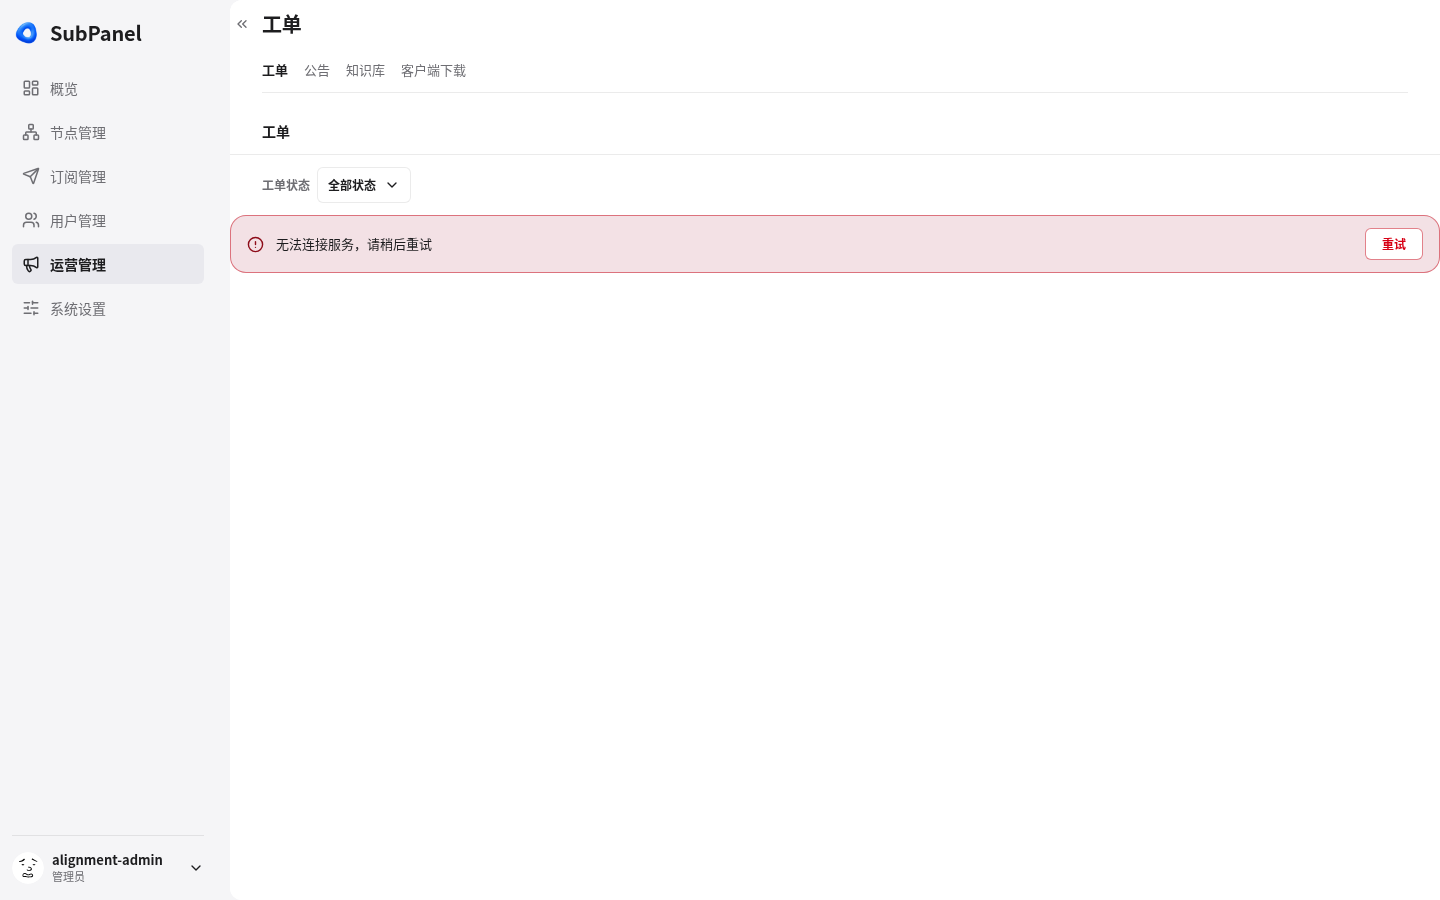 SubPanel
概览
节点管理
订阅管理
用户管理
运营管理
系统设置
alignment-admin
管理员
工单
工单 公告 知识库 客户端下载
工单
工单状态 全部状态
无法连接服务，请稍后重试 重试